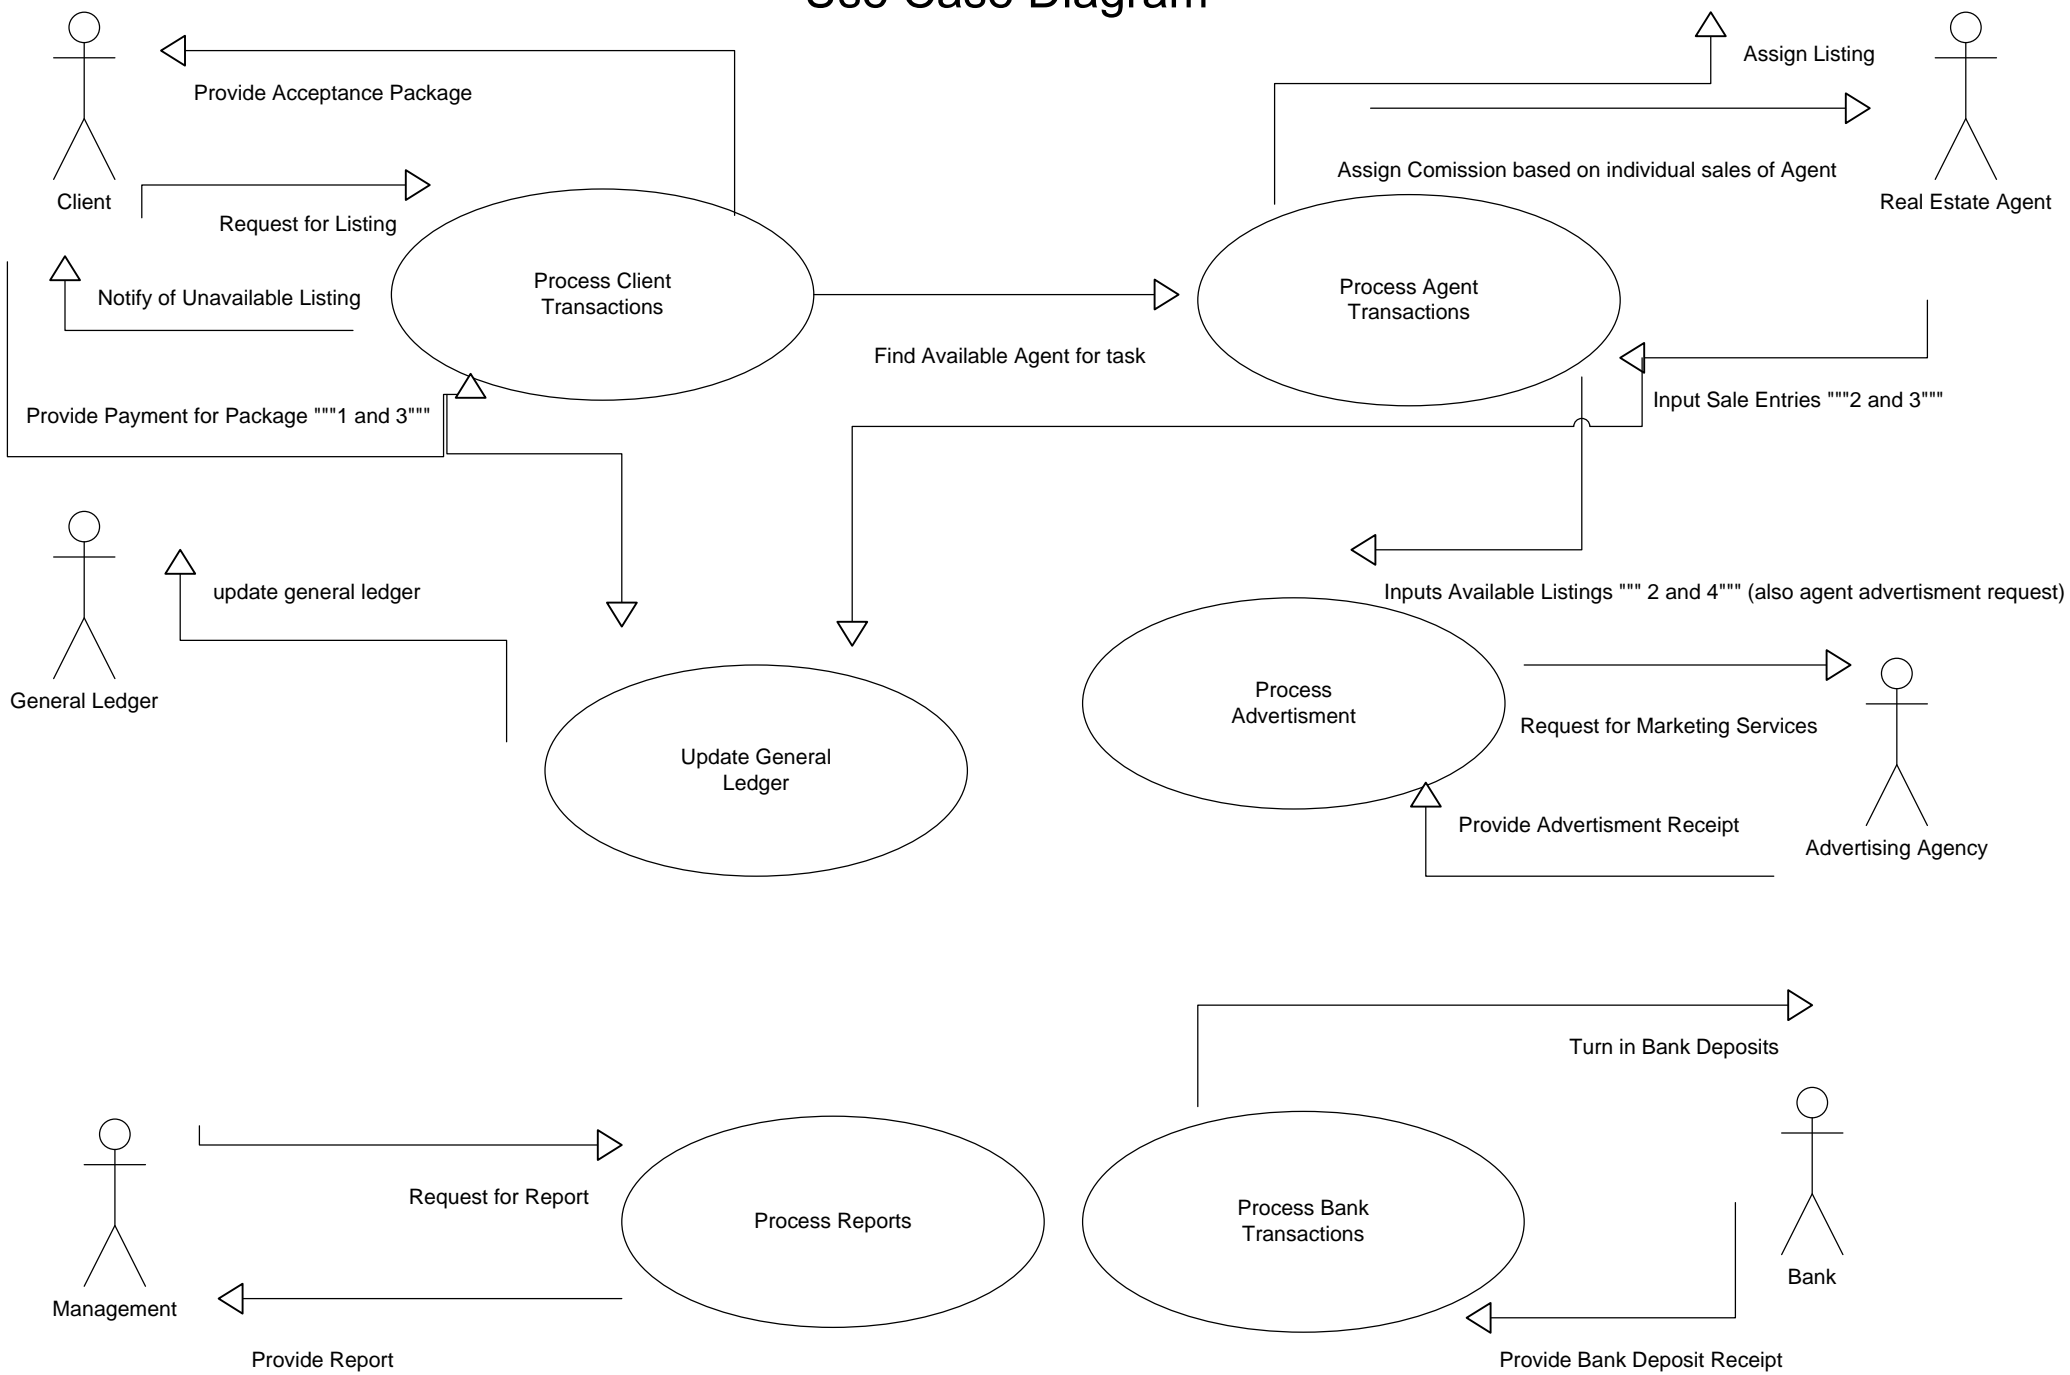 Use Case Diagram
Assign Listing
Provide Acceptance Package
Assign Comission based on individual sales of Agent
Client
Real Estate Agent
Request for Listing
Process Client
Transactions
Process Agent
Transactions
Notify of Unavailable Listing
Find Available Agent for task
Provide Payment for Package """1 and 3"""
Input Sale Entries """2 and 3"""
update general ledger
Inputs Available Listings """ 2 and 4""" (also agent advertisment request)
General Ledger
Process
Advertisment
Request for Marketing Services
Update General
Ledger
Provide Advertisment Receipt
Advertising Agency
Turn in Bank Deposits
Request for Report
Process Reports
Process Bank
Transactions
Bank
Management
Provide Report
Provide Bank Deposit Receipt